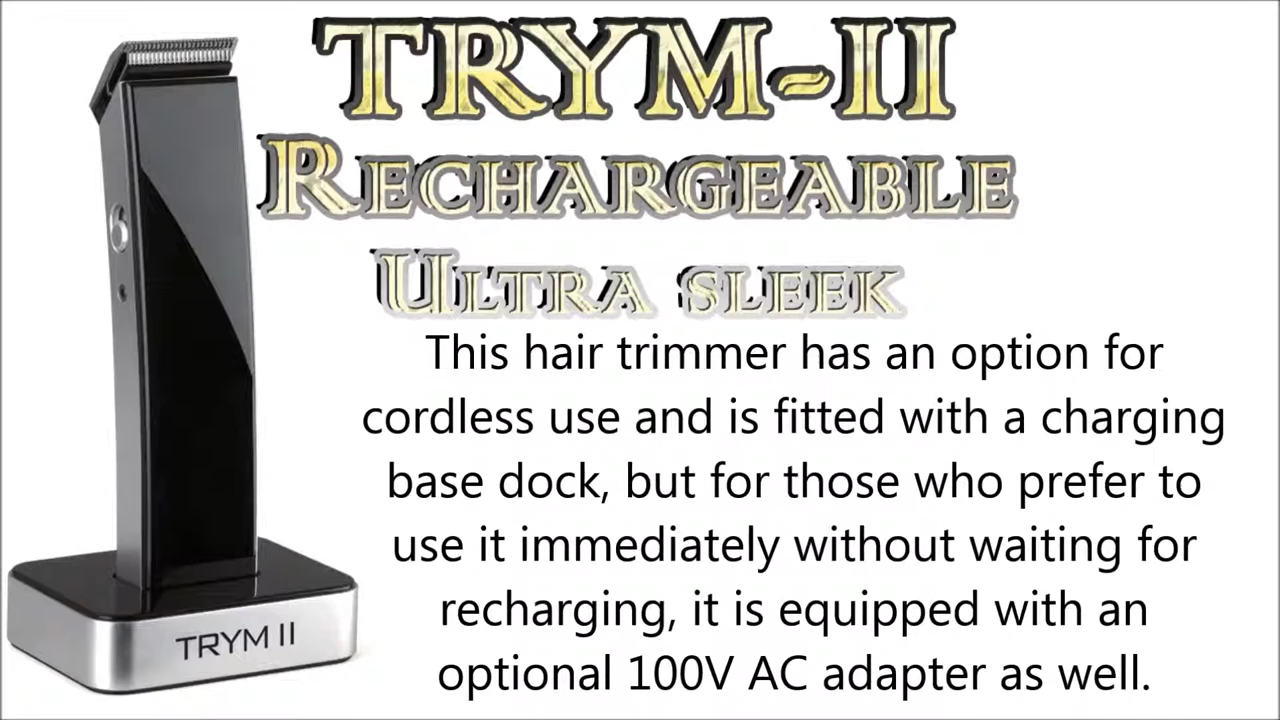 TRYM-II
RECHARGEABLE
ULTRA SLEEK
This hair trimmer has an option for
cordless use and is fitted with a charging
base dock, but for those who prefer to
use it immediately without waiting for
recharging, it is equipped with an
optional 100V AC adapter as well.
TRYM II